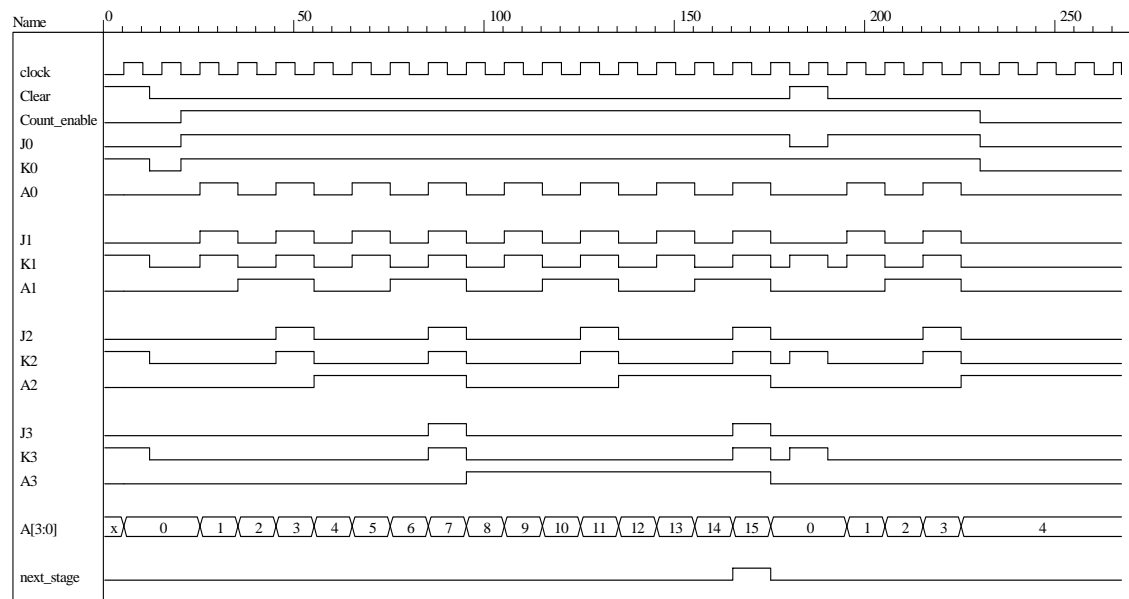 Name 0 50 100 150 200 250
clock
Clear
Count_enable
J0
K0
A0
J1
K1
A1
J2
K2
A2
J3
K3
A3
A[3:0] x 0 1 2 3 4 5 6 7 8 9 10 11 12 13 14 15 0 1 2 3 4
next_stage